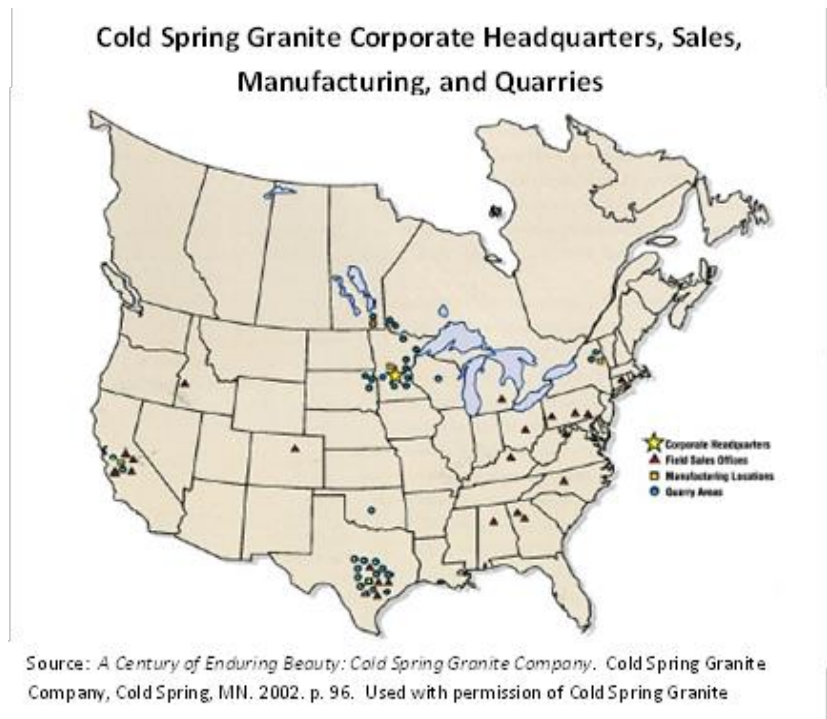 Cold Spring Granite Corporate Headquarters, Sales,
Manufacturing, and Quarries
Corporate Headquarters
Field Sales Offices
Manufacturing Locations
Quarry Areas
Source: A Century of Enduring Beauty: Cold Spring Granite Company. Cold Spring Granite
Company, Cold Spring, MN. 2002. p. 96. Used with permission of Cold Spring Granite